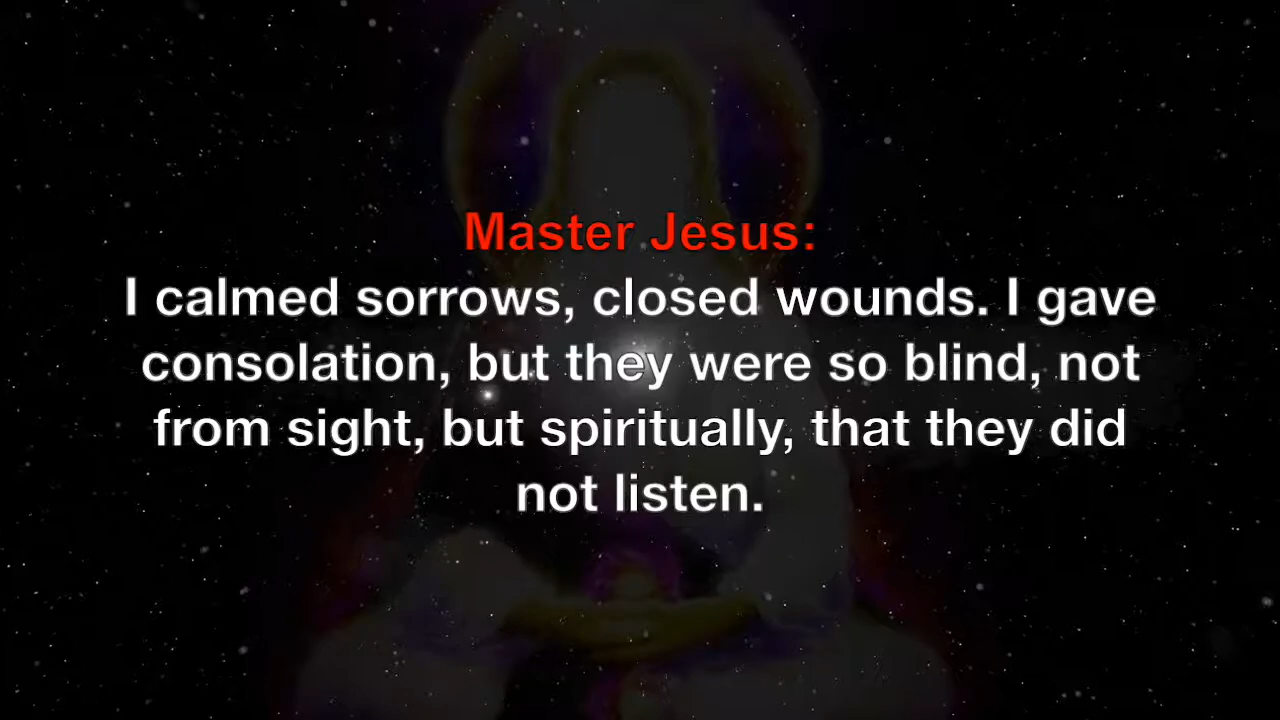 Master Jesus:
I calmed sorrows, closed wounds. I gave
consolation, but they were so blind, not
from sight, but spiritually, that they did
not listen.